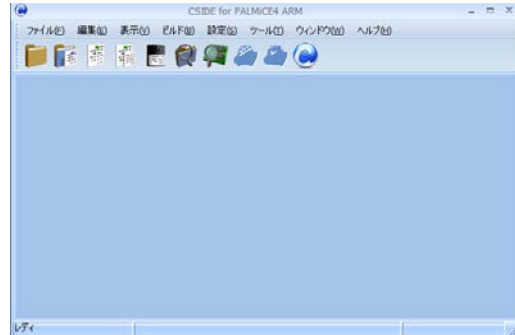 CSIDE for PALMiCE4 ARM
ファイル(F) 編集(E) 表示(V) ビルド(B) 設定(S) ツール(T) ウィンドウ(W) ヘルプ(H)
レディ